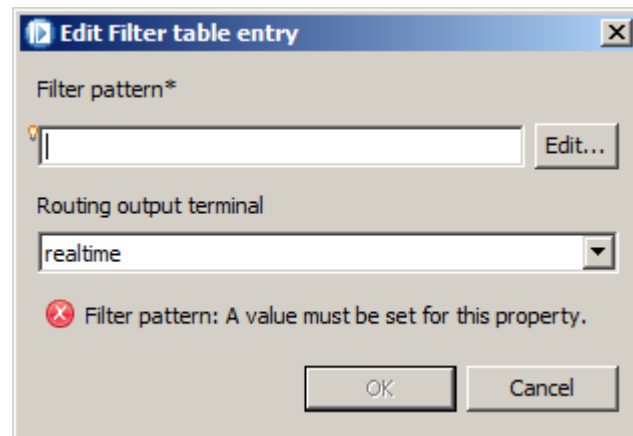 Edit Filter table entry
Filter pattern*
Edit...
Routing output terminal
realtime
Filter pattern: A value must be set for this property.
OK
Cancel